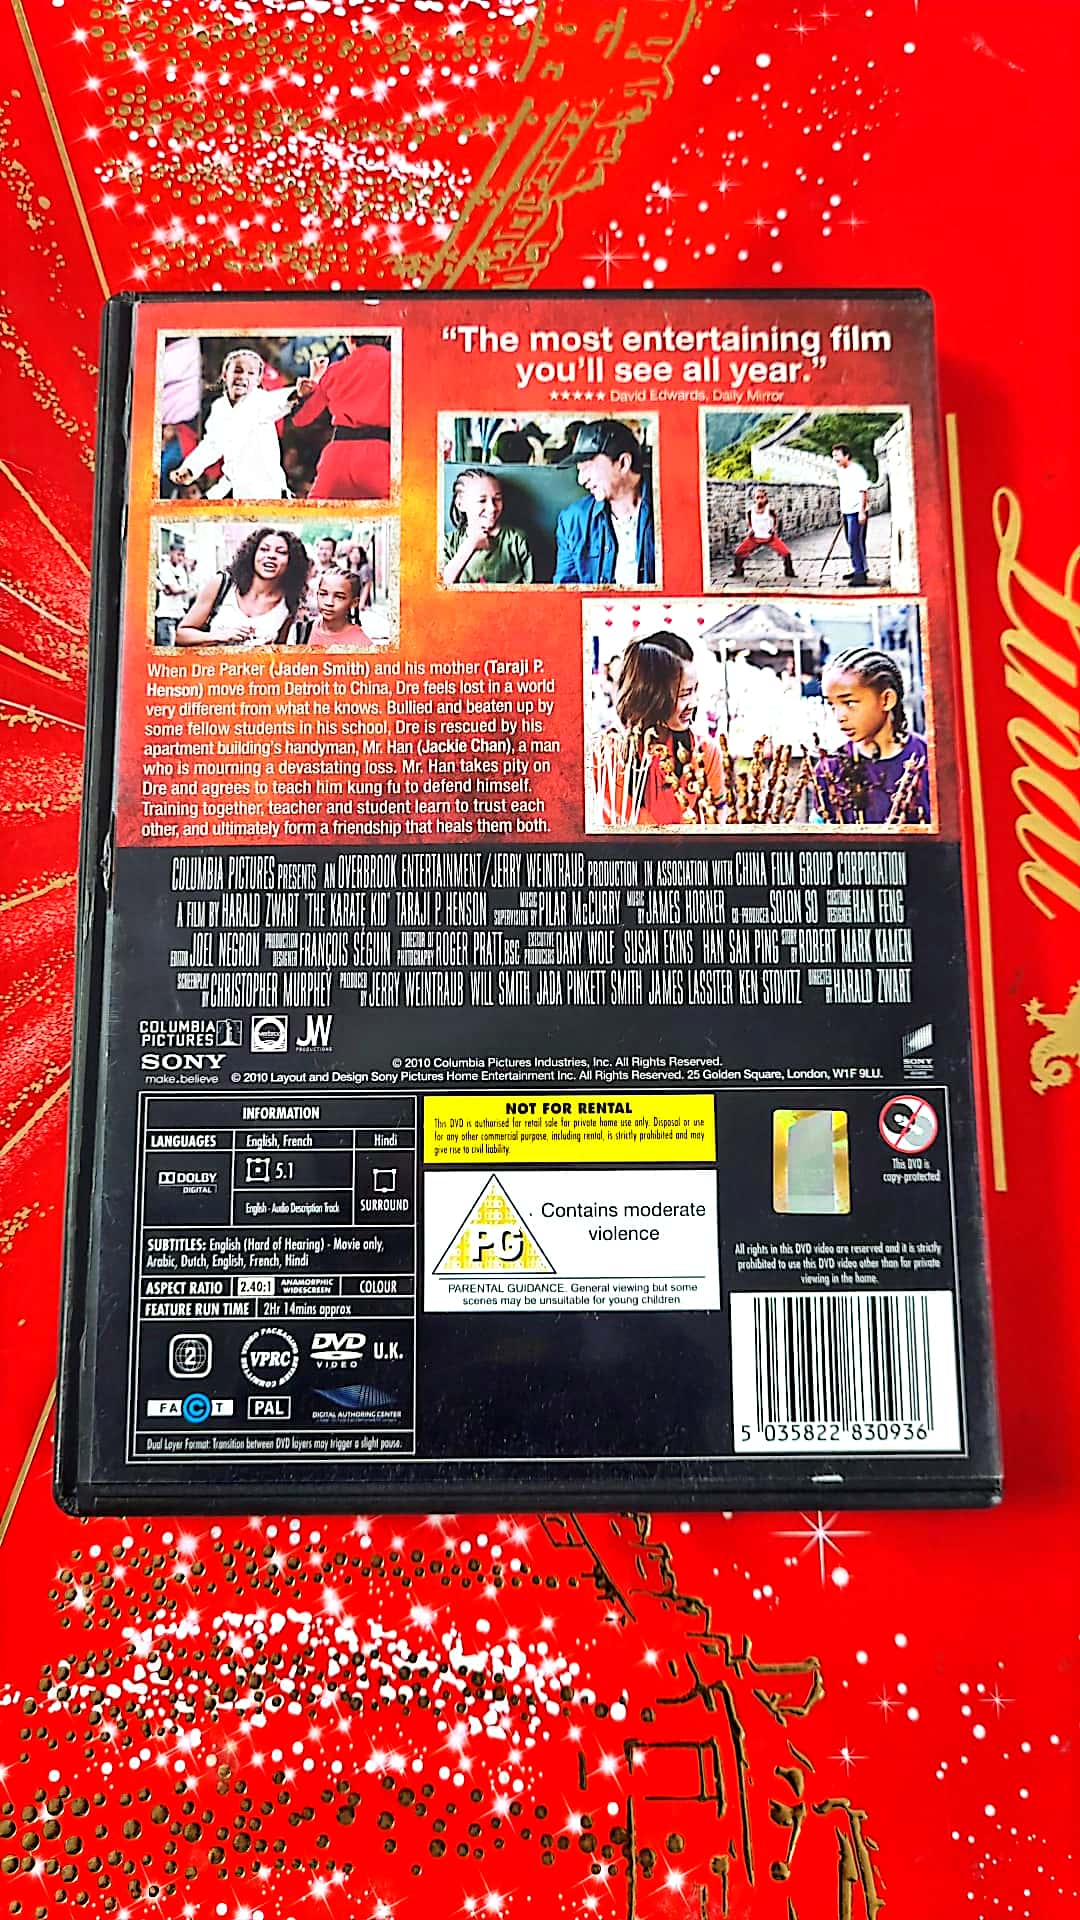 “The most entertaining film
you’ll see all year.”
★★★★★ David Edwards, Daily Mirror
When Dre Parker (Jaden Smith) and his mother (Taraji P.
Henson) move from Detroit to China, Dre feels lost in a world
very different from what he knows. Bullied and beaten up by
some fellow students in his school, Dre is rescued by his
apartment building’s handyman, Mr. Han (Jackie Chan), a man
who is mourning a devastating loss. Mr. Han takes pity on
Dre and agrees to teach him kung fu to defend himself.
Training together, teacher and student learn to trust each
other, and ultimately form a friendship that heals them both.
COLUMBIA PICTURES PRESENTS AN OVERBROOK ENTERTAINMENT/JERRY WEINTRAUB PRODUCTION IN ASSOCIATION WITH CHINA FILM GROUP CORPORATION
A FILM BY HARALD ZWART "THE KARATE KID" TARAJI P. HENSON MUSIC SUPERVISION BY PILAR McCURRY MUSIC BY JAMES HORNER CO-PRODUCER SOLON SO COSTUME DESIGNER HAN FENG
EDITOR JOEL NEGRON PRODUCTION DESIGNER FRANÇOIS SÉGUIN DIRECTOR OF PHOTOGRAPHY ROGER PRATT, BSC EXECUTIVE PRODUCERS DANY WOLF SUSAN EKINS HAN SAN PING STORY BY ROBERT MARK KAMEN
SCREENPLAY BY CHRISTOPHER MURPHEY PRODUCED BY JERRY WEINTRAUB WILL SMITH JADA PINKETT SMITH JAMES LASSITER KEN STOVITZ DIRECTED BY HARALD ZWART
COLUMBIA
PICTURES
JW
PRODUCTIONS
SONY
make.believe
© 2010 Columbia Pictures Industries, Inc. All Rights Reserved.
© 2010 Layout and Design Sony Pictures Home Entertainment Inc. All Rights Reserved. 25 Golden Square, London, W1F 9LU.
SONY
INFORMATION
LANGUAGES English, French Hindi
DOLBY
DIGITAL
5.1
English - Audio Description Track
SURROUND
SUBTITLES: English (Hard of Hearing) - Movie only,
Arabic, Dutch, English, French, Hindi
ASPECT RATIO 2.40:1 ANAMORPHIC WIDESCREEN COLOUR
FEATURE RUN TIME 2Hr 14mins approx
2
VPRC
DVD
VIDEO
U.K.
FACT
PAL
DIGITAL AUTHORING CENTER
Dual Layer Format: Transition between DVD layers may trigger a slight pause.
NOT FOR RENTAL
This DVD is authorised for retail sale for private home use only. Disposal or use
for any other commercial purpose, including rental, is strictly prohibited and may
give rise to civil liability.
PG
Contains moderate
violence
PARENTAL GUIDANCE. General viewing but some
scenes may be unsuitable for young children
This DVD is
copy-protected
All rights in this DVD video are reserved and it is strictly
prohibited to use this DVD video other than for private
viewing in the home.
5 035822 830936
Lindt